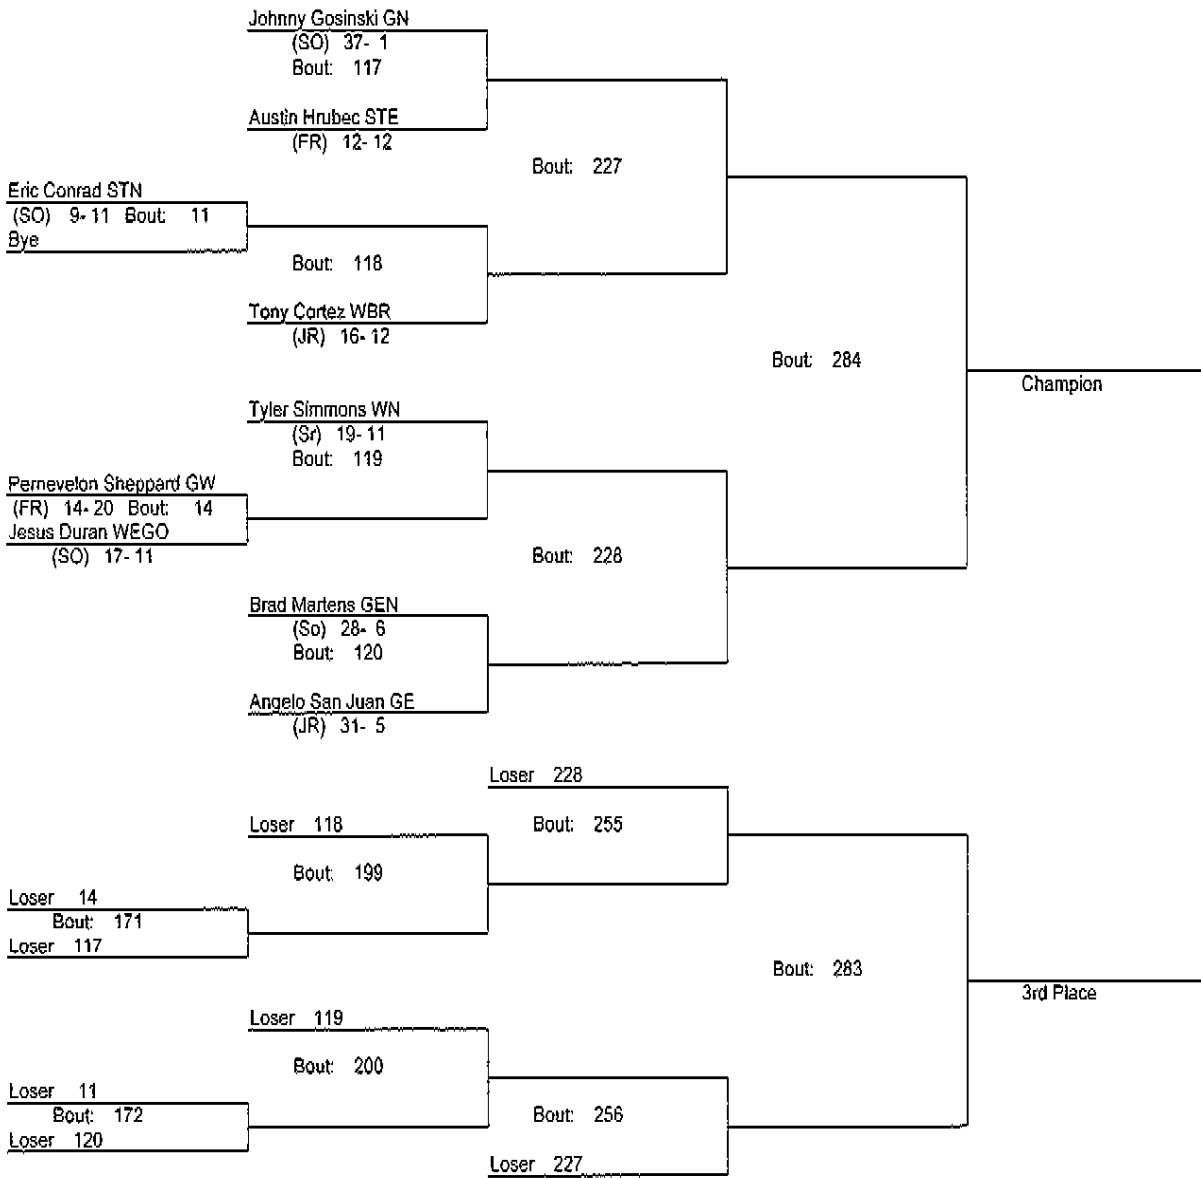 Johnny Gosinski GN
(SO) 37- 1
Bout: 117
Austin Hrubec STE
(FR) 12- 12
Bout: 227
Eric Conrad STN
(SO) 9- 11 Bout: 11
Bye
Bout: 118
Tony Cortez WBR
(JR) 16- 12
Bout: 284
Champion
Tyler Simmons WN
(Sr) 19- 11
Bout: 119
Pernevelon Sheppard GW
(FR) 14- 20 Bout: 14
Jesus Duran WEGO
(SO) 17- 11
Bout: 228
Brad Martens GEN
(So) 28- 6
Bout: 120
Angelo San Juan GE
(JR) 31- 5
Loser 228
Loser 118
Bout: 255
Bout: 199
Loser 14
Bout: 171
Loser 117
Bout: 283
3rd Place
Loser 119
Bout: 200
Loser 11
Bout: 172
Loser 120
Bout: 256
Loser 227